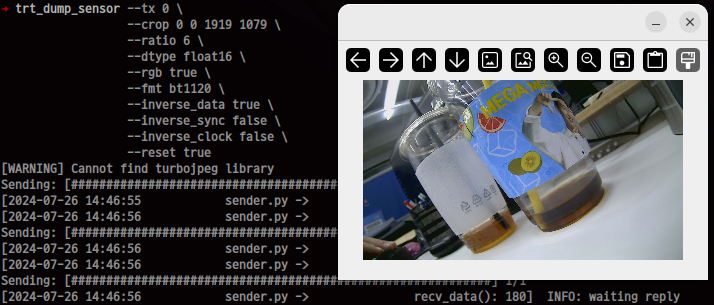 → trt_dump_sensor --tx 0 \
--crop 0 0 1919 1079 \
--ratio 6 \
--dtype float16 \
--rgb true \
--fmt bt1120 \
--inverse_data true \
--inverse_sync false \
--inverse_clock false \
--reset true
[WARNING] Cannot find turbojpeg library
Sending: [######################################
[2024-07-26 14:46:55 sender.py ->
[2024-07-26 14:46:56 sender.py ->
Sending: [######################################
[2024-07-26 14:46:56 sender.py ->
[2024-07-26 14:46:56 sender.py ->
Sending: [############################################################] 1/1
[2024-07-26 14:46:56 sender.py -> recv_data(): 180] INFO: waiting reply
MEGA